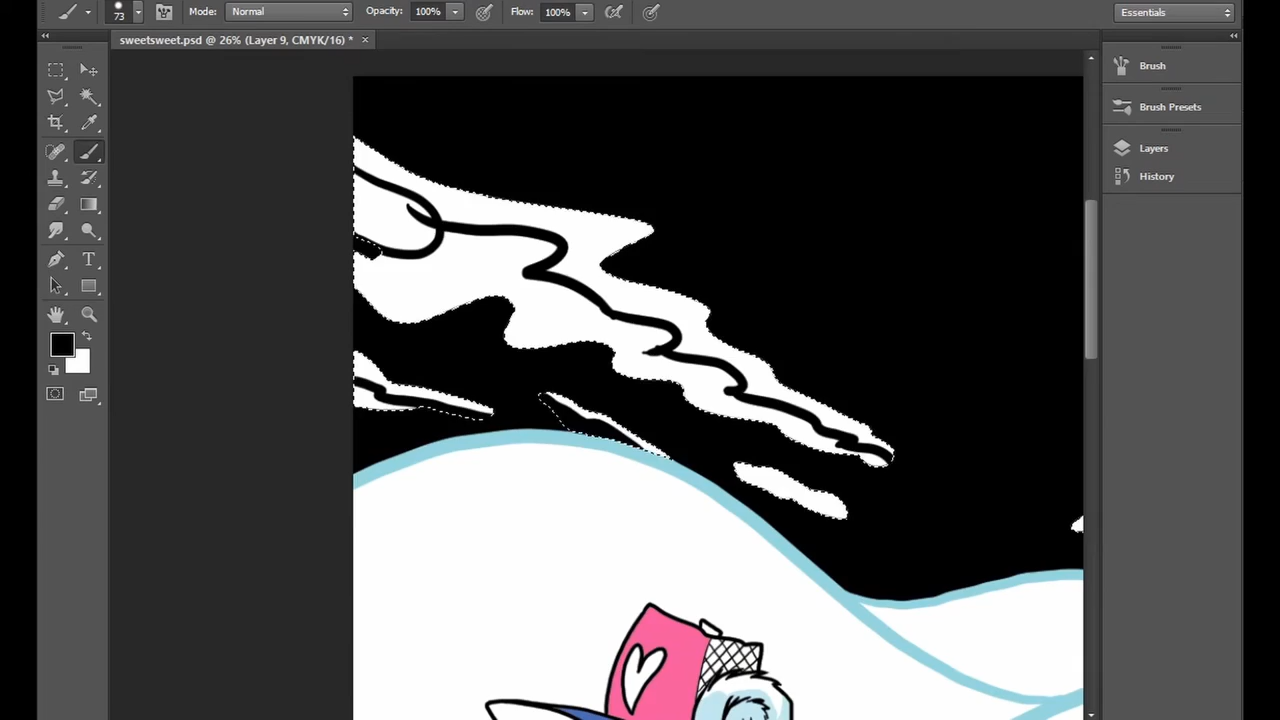 73 Mode: Normal Opacity: 100% Flow: 100% Essentials
sweetsweet.psd @ 26% (Layer 9, CMYK/16) * ×
Brush
Brush Presets
Layers
History
T